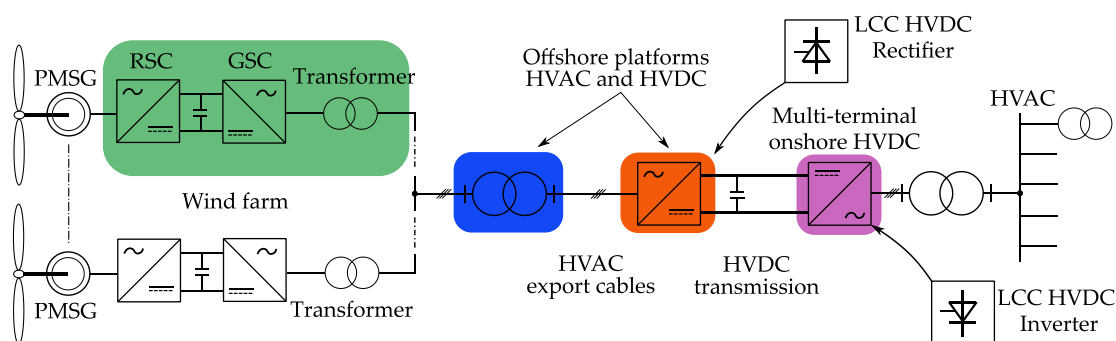 PMSG
RSC
GSC
Transformer
Wind farm
PMSG
Transformer
Offshore platforms
HVAC and HVDC
HVAC
export cables
HVDC
transmission
LCC HVDC
Rectifier
Multi-terminal
onshore HVDC
HVAC
LCC HVDC
Inverter